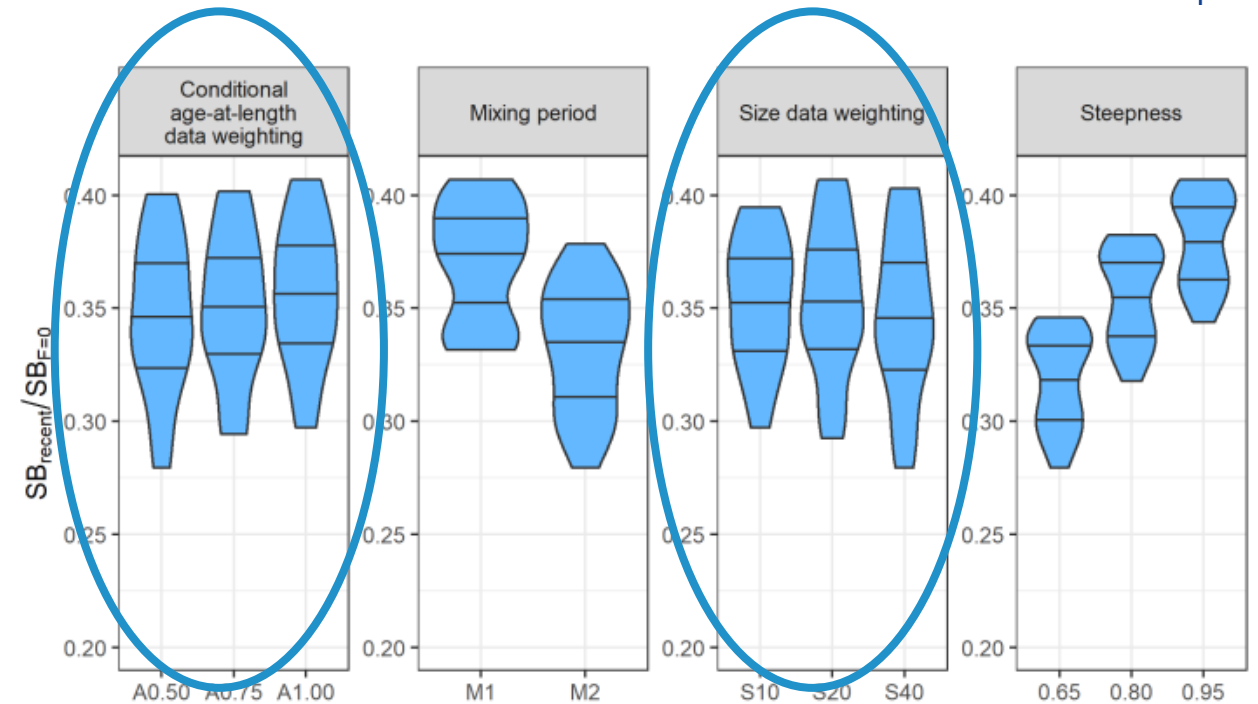 Conditional
age-at-length
data weighting
Mixing period
Size data weighting
Steepness
SBrecent/SBF=0
0.40
0.35
0.30
0.25
0.20
A0.50 A0.75 A1.00
0.40
0.35
0.30
0.25
0.20
M1 M2
0.40
0.35
0.30
0.25
0.20
S10 S20 S40
0.40
0.35
0.30
0.25
0.20
0.65 0.80 0.95